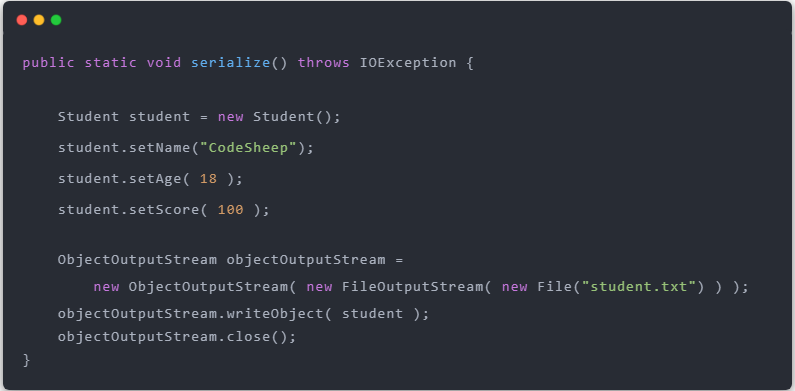 public static void serialize() throws IOException {
    Student student = new Student();
    student.setName("CodeSheep");
    student.setAge( 18 );
    student.setScore( 100 );
    ObjectOutputStream objectOutputStream =
        new ObjectOutputStream( new FileOutputStream( new File("student.txt") ) );
    objectOutputStream.writeObject( student );
    objectOutputStream.close();
}